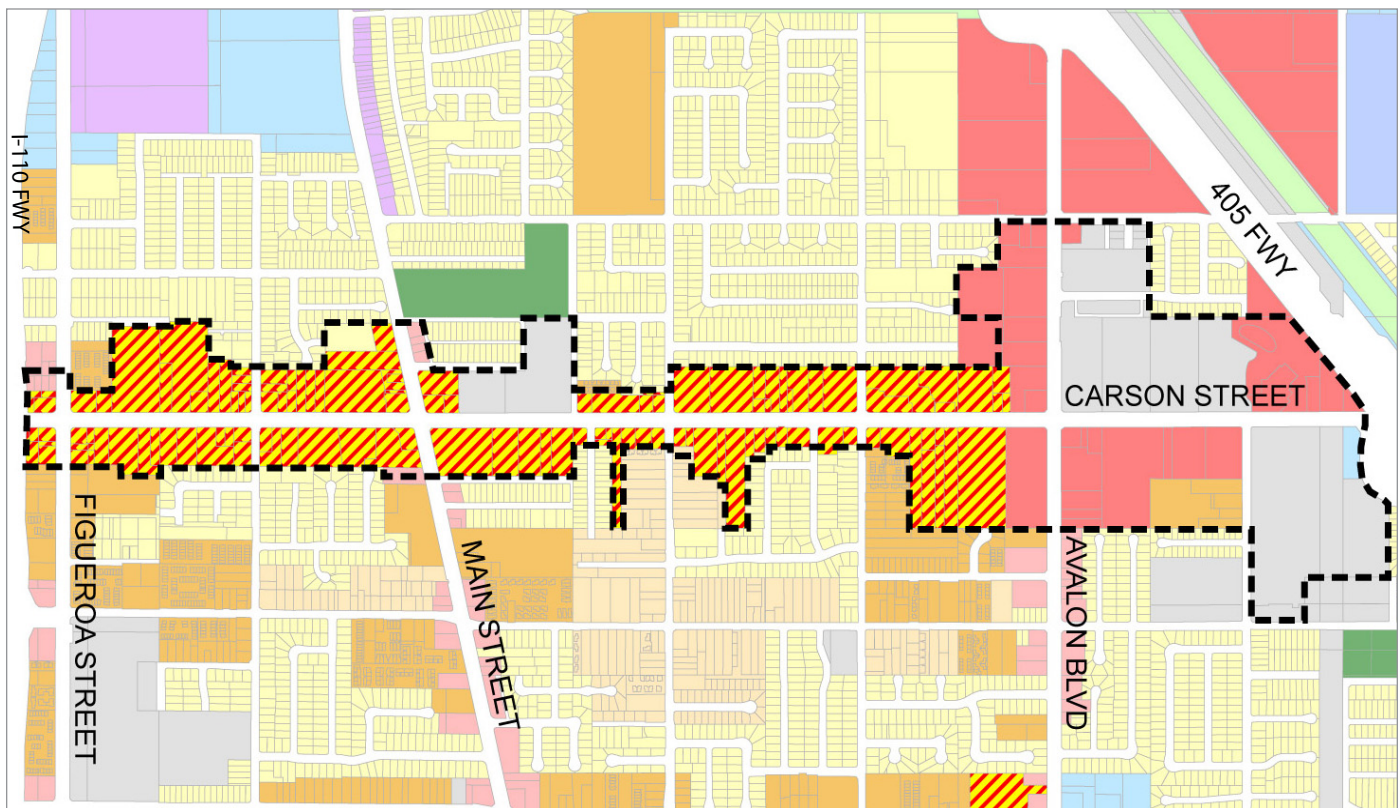 I-110 FWY
405 FWY
CARSON STREET
FIGUEROA STREET
MAIN STREET
AVALON BLVD